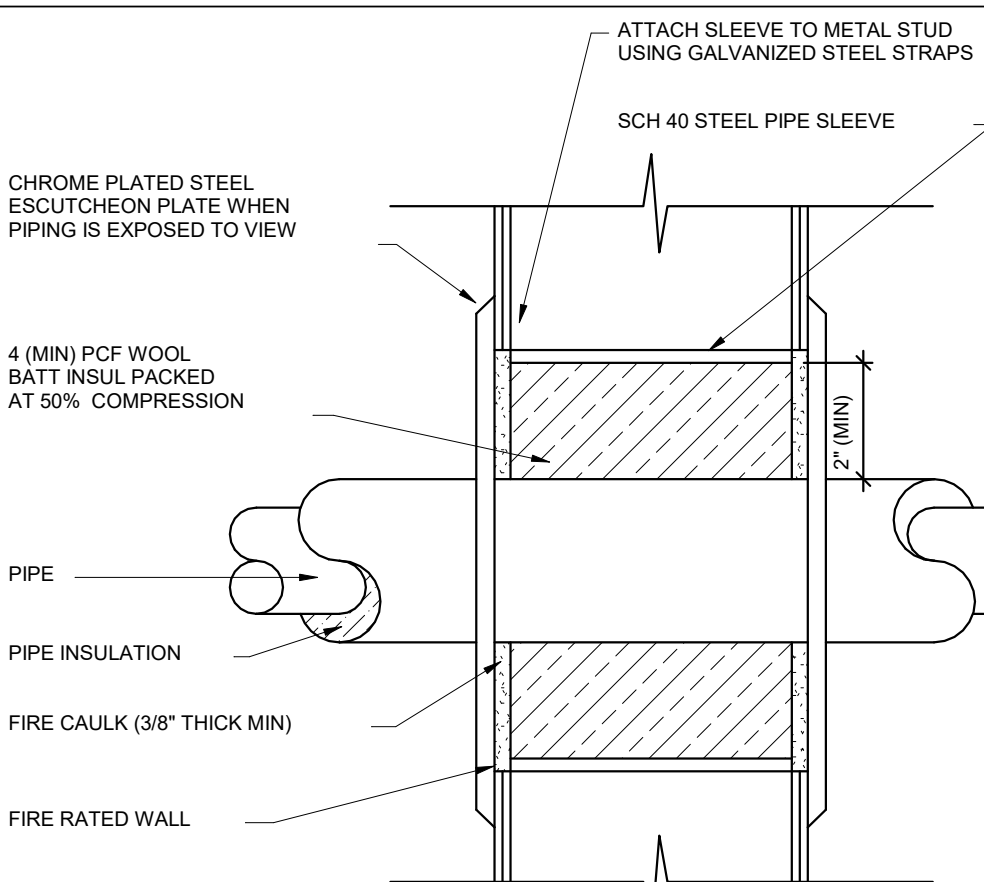 ATTACH SLEEVE TO METAL STUD
USING GALVANIZED STEEL STRAPS
SCH 40 STEEL PIPE SLEEVE
CHROME PLATED STEEL
ESCUTCHEON PLATE WHEN
PIPING IS EXPOSED TO VIEW
4 (MIN) PCF WOOL
BATT INSUL PACKED
AT 50% COMPRESSION
2" (MIN)
PIPE
PIPE INSULATION
FIRE CAULK (3/8" THICK MIN)
FIRE RATED WALL